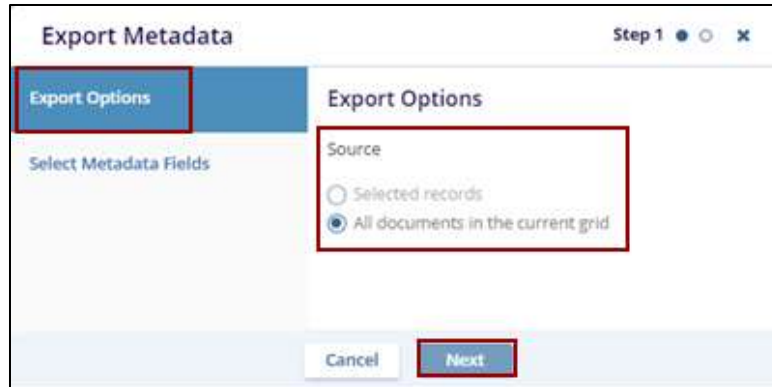 Export Metadata
Step 1
Export Options
Select Metadata Fields
Export Options
Source
Selected records
All documents in the current grid
Cancel
Next